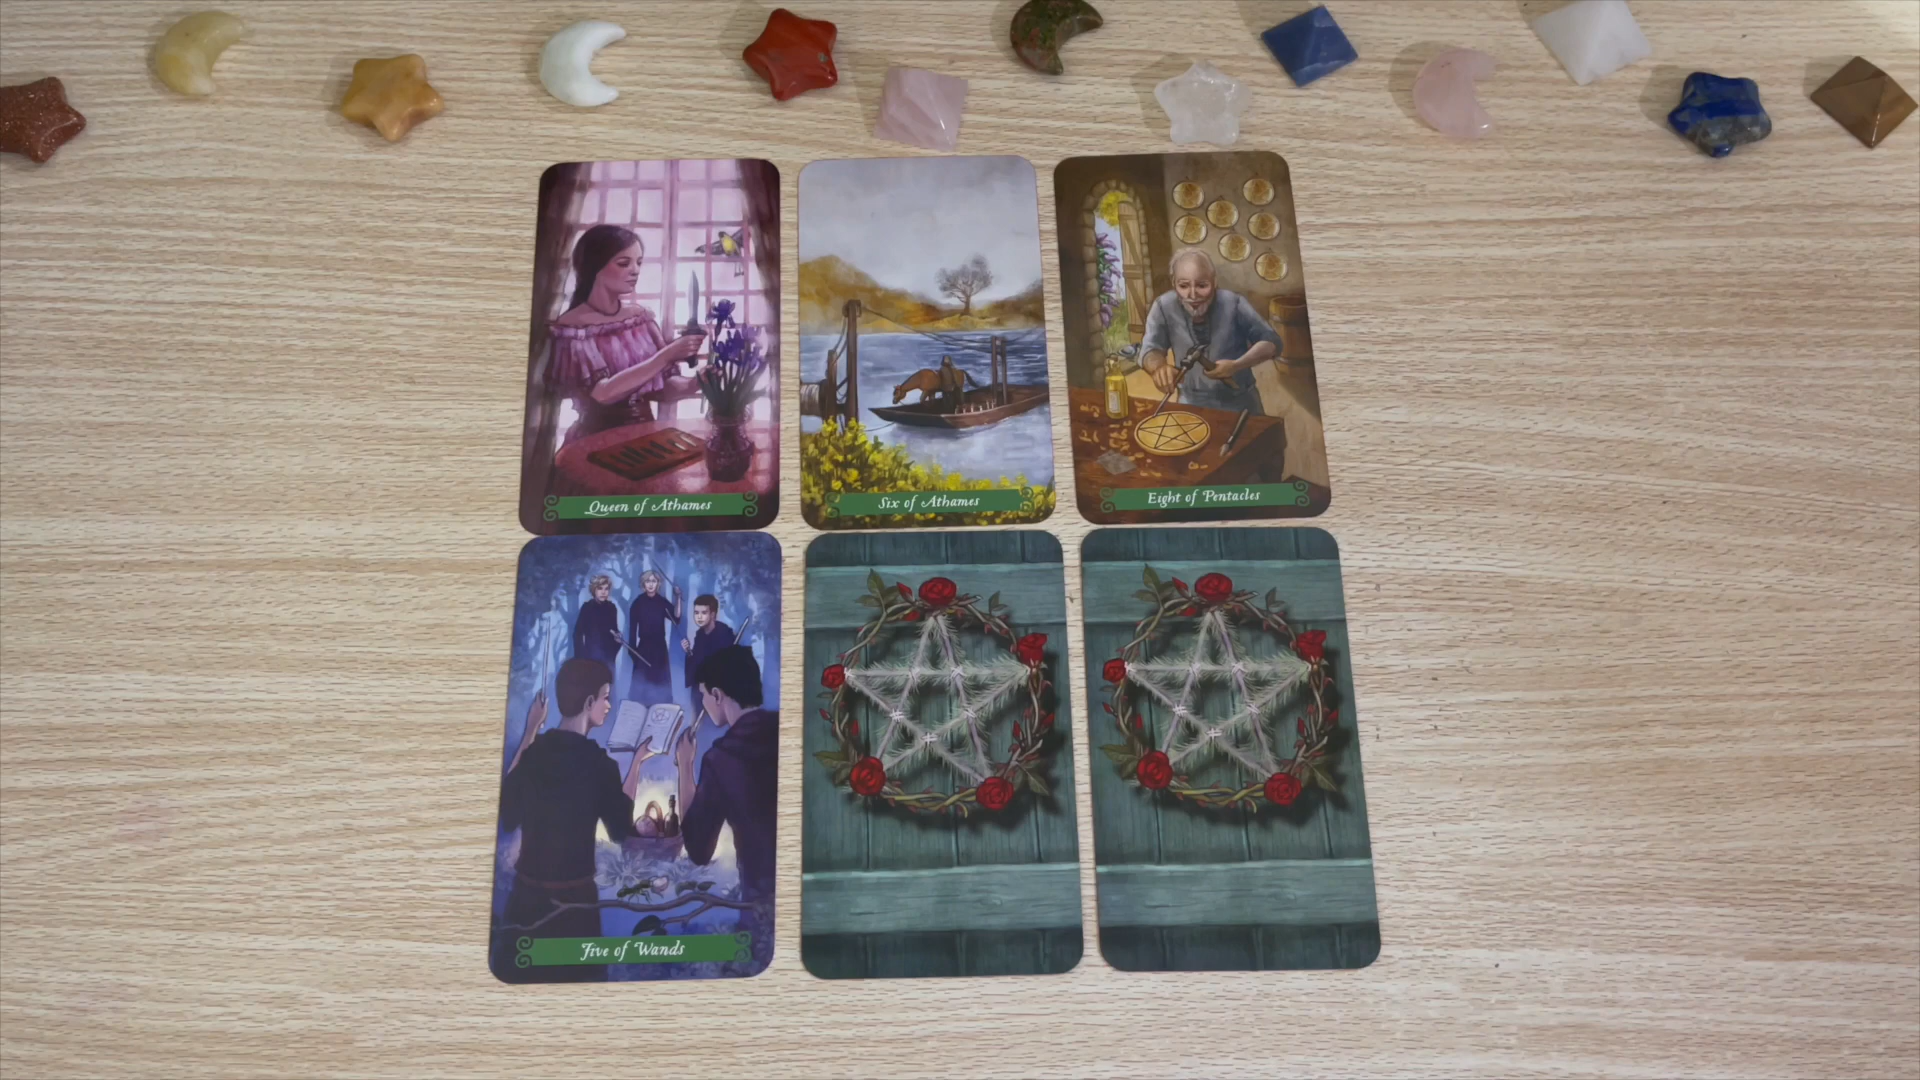 Queen of Athames
Six of Athames
Eight of Pentacles
Five of Wands